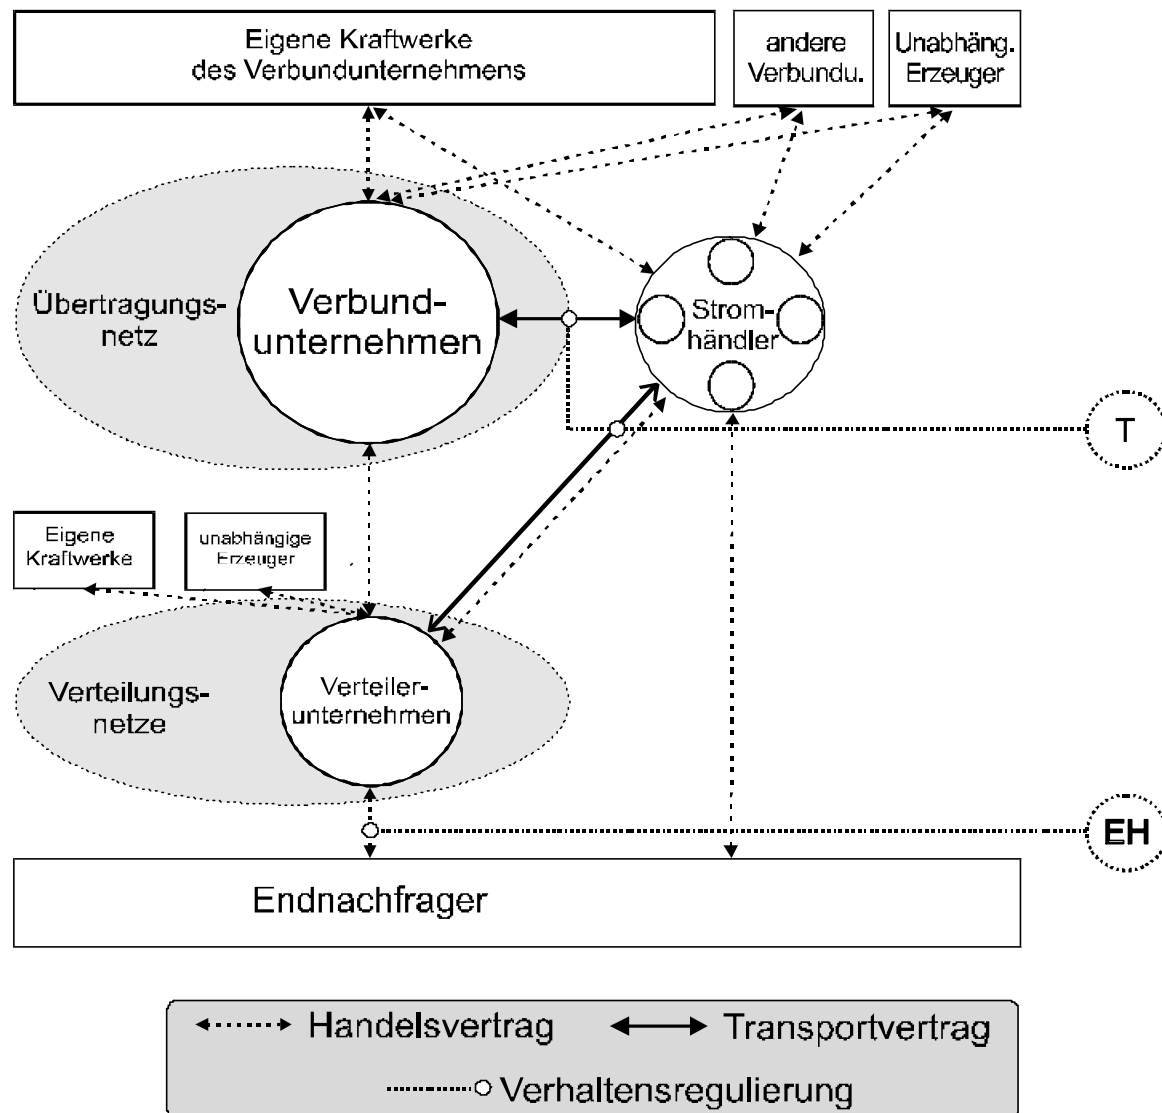 Eigene Kraftwerke
des Verbundunternehmens
andere
Verbundu.
Unabhäng.
Erzeuger
Übertragungs-
netz
Verbund-
unternehmen
Strom-
händler
T
Eigene
Kraftwerke
unabhängige
Erzeuger
Verteilungs-
netze
Verteiler-
unternehmen
EH
Endnachfrager
Handelsvertrag
Transportvertrag
Verhaltensregulierung